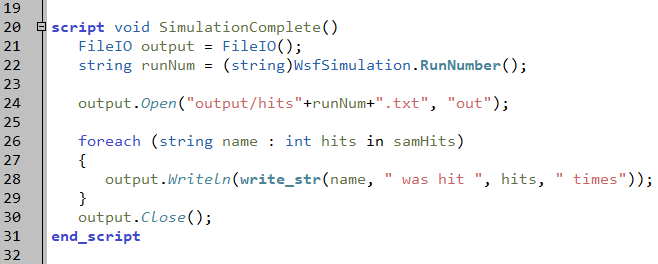 19
20 script void SimulationComplete()
21 FileIO output = FileIO();
22 string runNum = (string)WsfSimulation.RunNumber();
23
24 output.Open("output/hits"+runNum+".txt", "out");
25
26 foreach (string name : int hits in samHits)
27 {
28 output.Writeln(write_str(name, " was hit ", hits, " times"));
29 }
30 output.Close();
31 end_script
32